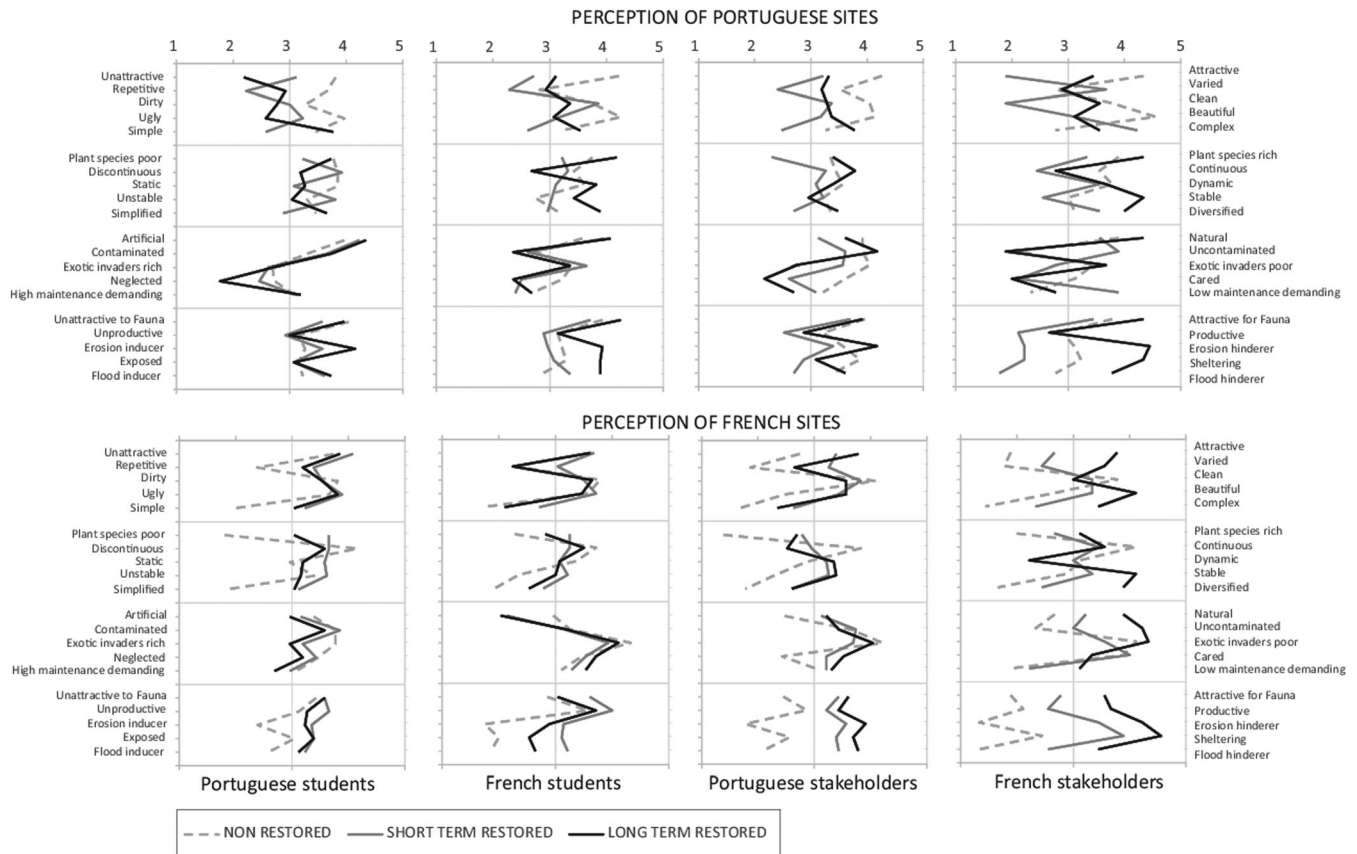 PERCEPTION OF PORTUGUESE SITES
1 2 3 4 5 1 2 3 4 5 1 2 3 4 5 1 2 3 4 5
Unattractive Attractive
Repetitive Varied
Dirty Clean
Ugly Beautiful
Simple Complex
Plant species poor Plant species rich
Discontinuous Continuous
Static Dynamic
Unstable Stable
Simplified Diversified
Artificial Natural
Contaminated Uncontaminated
Exotic invaders rich Exotic invaders poor
Neglected Cared
High maintenance demanding Low maintenance demanding
Unattractive to Fauna Attractive for Fauna
Unproductive Productive
Erosion inducer Erosion hinderer
Exposed Sheltering
Flood inducer Flood hinderer
PERCEPTION OF FRENCH SITES
Unattractive Attractive
Repetitive Varied
Dirty Clean
Ugly Beautiful
Simple Complex
Plant species poor Plant species rich
Discontinuous Continuous
Static Dynamic
Unstable Stable
Simplified Diversified
Artificial Natural
Contaminated Uncontaminated
Exotic invaders rich Exotic invaders poor
Neglected Cared
High maintenance demanding Low maintenance demanding
Unattractive to Fauna Attractive for Fauna
Unproductive Productive
Erosion inducer Erosion hinderer
Exposed Sheltering
Flood inducer Flood hinderer
Portuguese students French students Portuguese stakeholders French stakeholders
NON RESTORED SHORT TERM RESTORED LONG TERM RESTORED